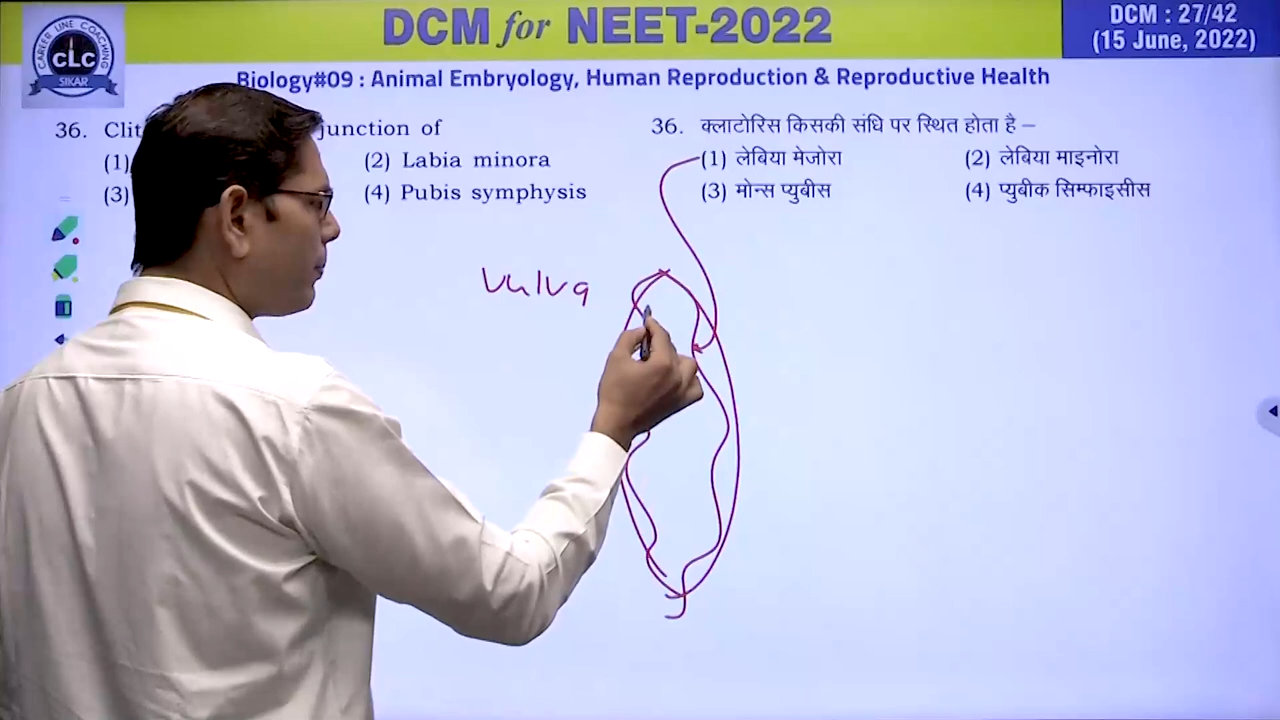 DCM for NEET-2022
DCM : 27/42
(15 June, 2022)
CAREER LINE COACHING
CLC
SIKAR
Biology#09 : Animal Embryology, Human Reproduction & Reproductive Health
36. Clit junction of
(1) (2) Labia minora
(3) (4) Pubis symphysis
36. क्लाटोरिस किसकी संधि पर स्थित होता है –
(1) लेबिया मेजोरा (2) लेबिया माइनोरा
(3) मोन्स प्युबीस (4) प्युबीक सिम्फाइसीस
Vulva